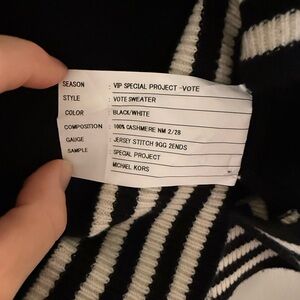 SEASON : VIP SPECIAL PROJECT -VOTE
STYLE : VOTE SWEATER
COLOR : BLACK/WHITE
COMPOSITION : 100% CASHMERE NM 2/28
GAUGE : JERSEY STITCH 9GG 2ENDS
SAMPLE : SPECIAL PROJECT
MICHAEL KORS